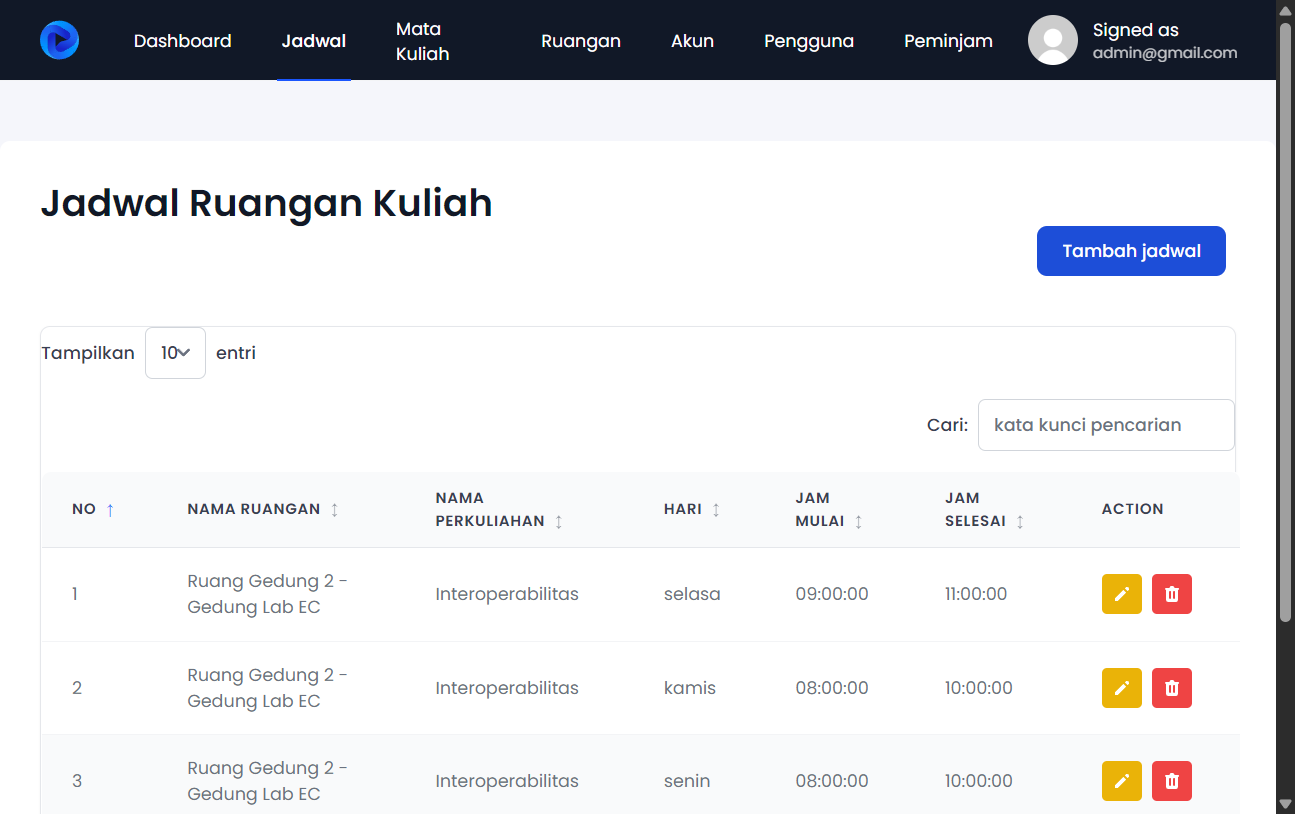 Dashboard
Jadwal
Mata
Kuliah
Ruangan
Akun
Pengguna
Peminjam
Signed as
admin@gmail.com
Jadwal Ruangan Kuliah
Tambah jadwal
Tampilkan 10 entri
Cari: kata kunci pencarian
NO
NAMA RUANGAN
NAMA
PERKULIAHAN
HARI
JAM
MULAI
JAM
SELESAI
ACTION
1
Ruang Gedung 2 -
Gedung Lab EC
Interoperabilitas
selasa
09:00:00
11:00:00
2
Ruang Gedung 2 -
Gedung Lab EC
Interoperabilitas
kamis
08:00:00
10:00:00
3
Ruang Gedung 2 -
Gedung Lab EC
Interoperabilitas
senin
08:00:00
10:00:00